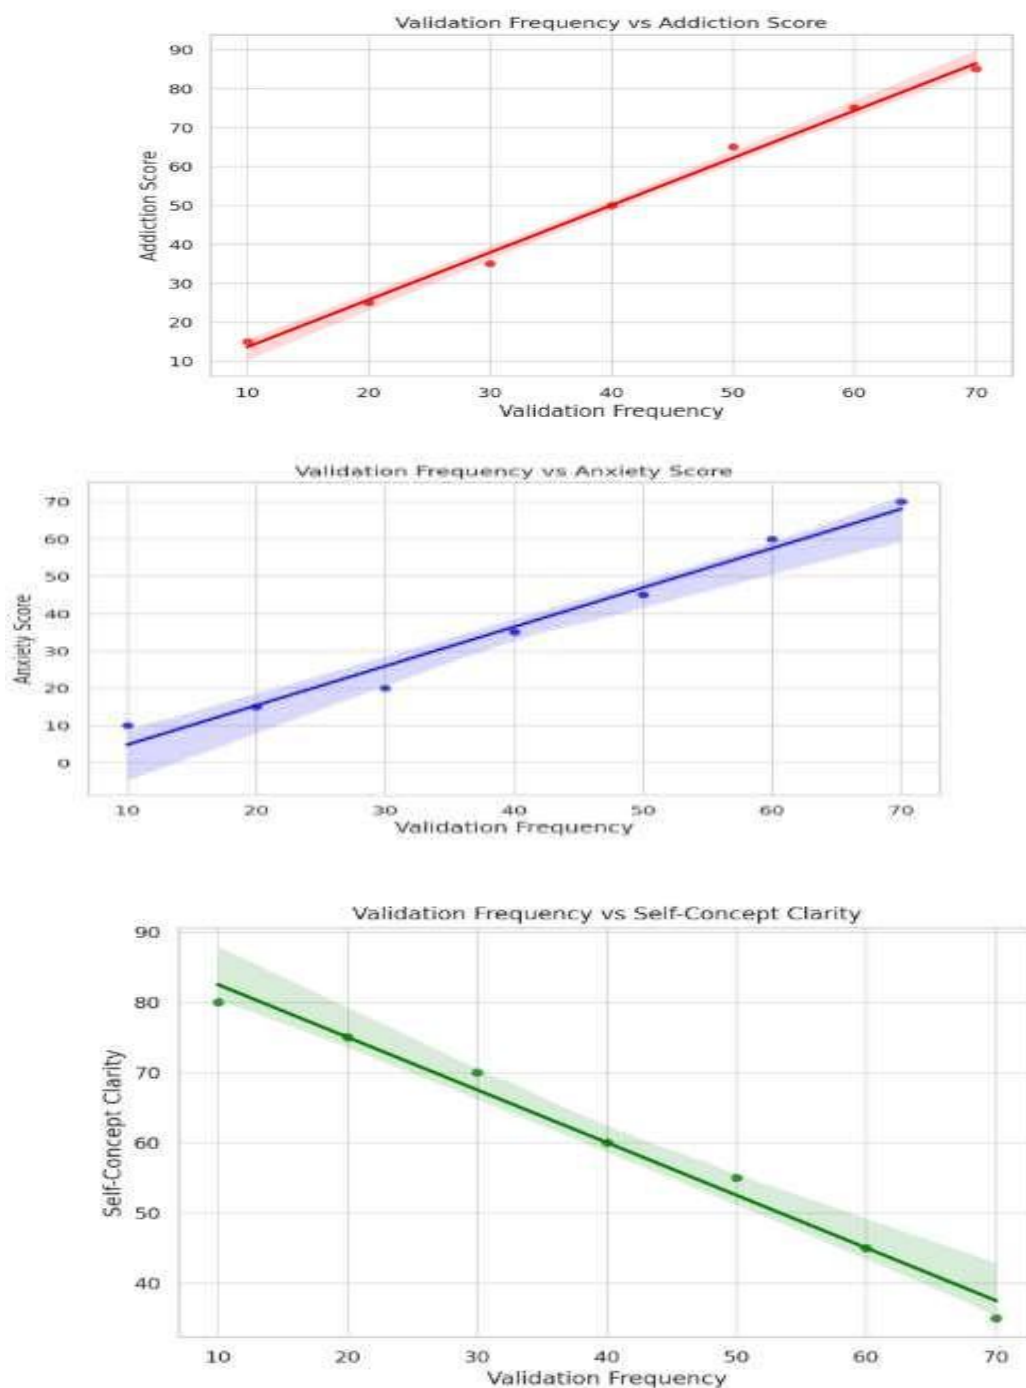 Validation Frequency vs Addiction Score
90
80
70
60
50
40
30
20
10
Addiction Score
10 20 30 40 50 60 70
Validation Frequency
Validation Frequency vs Anxiety Score
70
60
50
40
30
20
10
0
Anxiety Score
10 20 30 40 50 60 70
Validation Frequency
Validation Frequency vs Self-Concept Clarity
90
80
70
60
50
40
Self-Concept Clarity
10 20 30 40 50 60 70
Validation Frequency